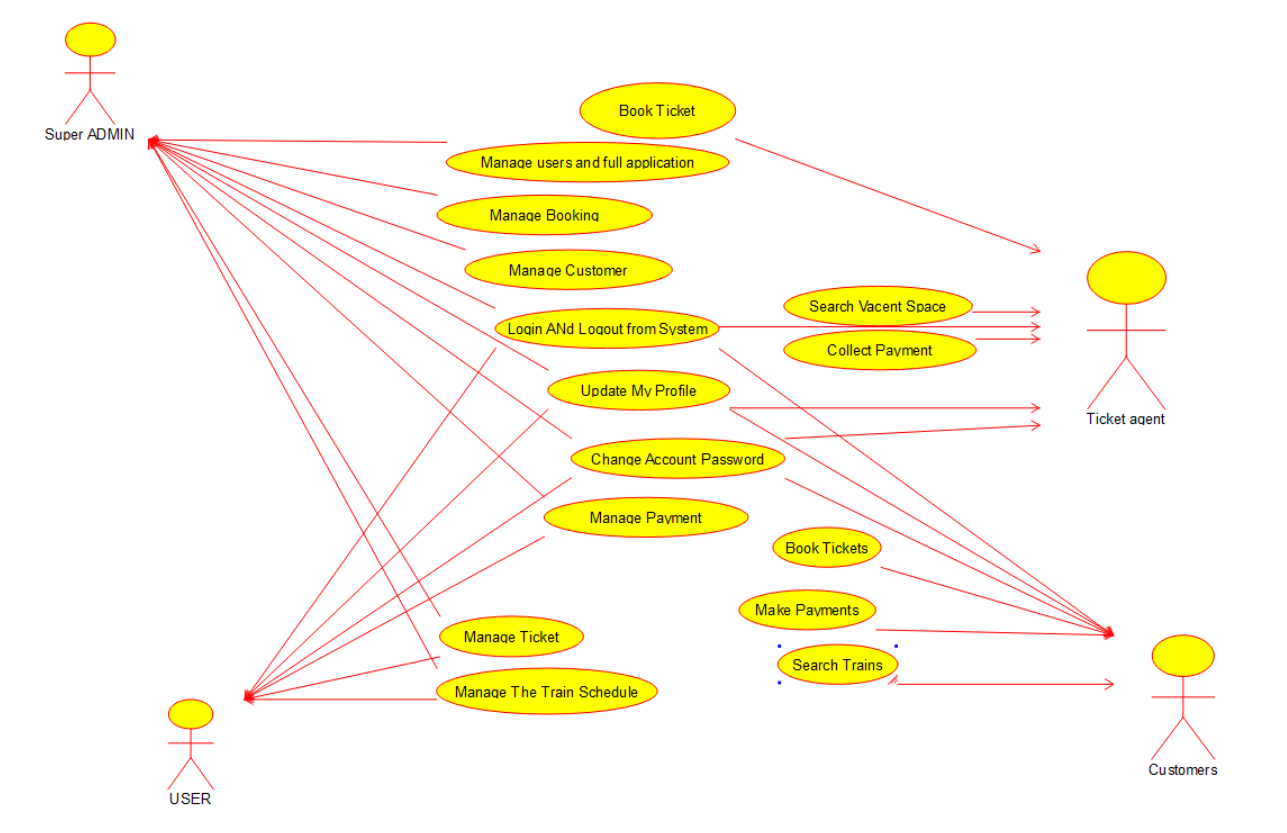 Super ADMIN
Book Ticket
Manage users and full application
Manage Booking
Manage Customer
Search Vacent Space
Login ANd Logout from System
Collect Payment
Update My Profile
Ticket agent
Change Account Password
Manage Payment
Book Tickets
Make Payments
Manage Ticket
Search Trains
Manage The Train Schedule
Customers
USER